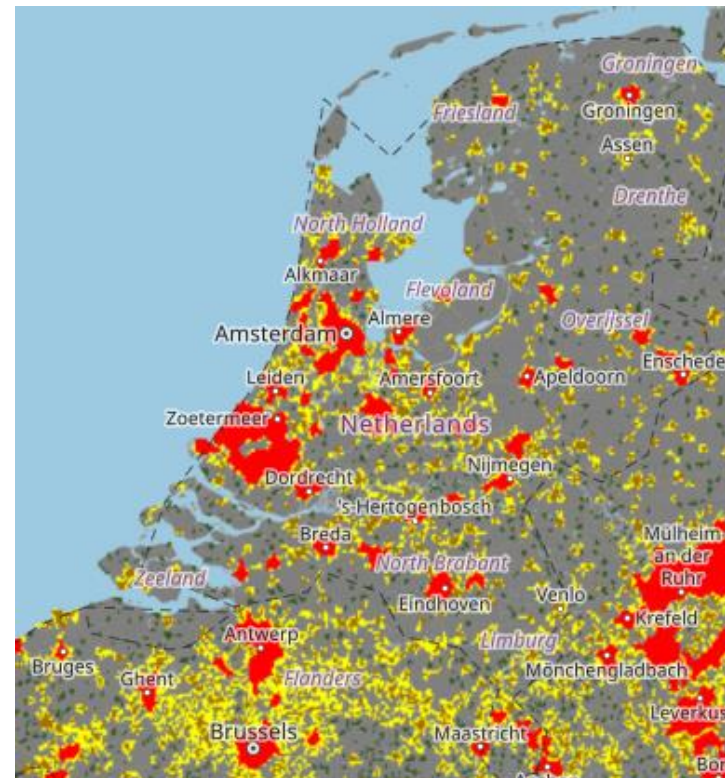 Groningen
Groningen
Friesland
Assen
Drenthe
North Holland
Alkmaar
Flevoland
Almere
Overijssel
Amsterdam
Enschede
Leiden
Amersfoort
Apeldoorn
Zoetermeer
Netherlands
Dordrecht
Nijmegen
's-Hertogenbosch
Breda
Mülheim
an der
Ruhr
North Brabant
Zeeland
Eindhoven
Venlo
Krefeld
Antwerp
Limburg
Bruges
Mönchengladbach
Ghent
Flanders
Leverkus
Brussels
Maastricht
Bor